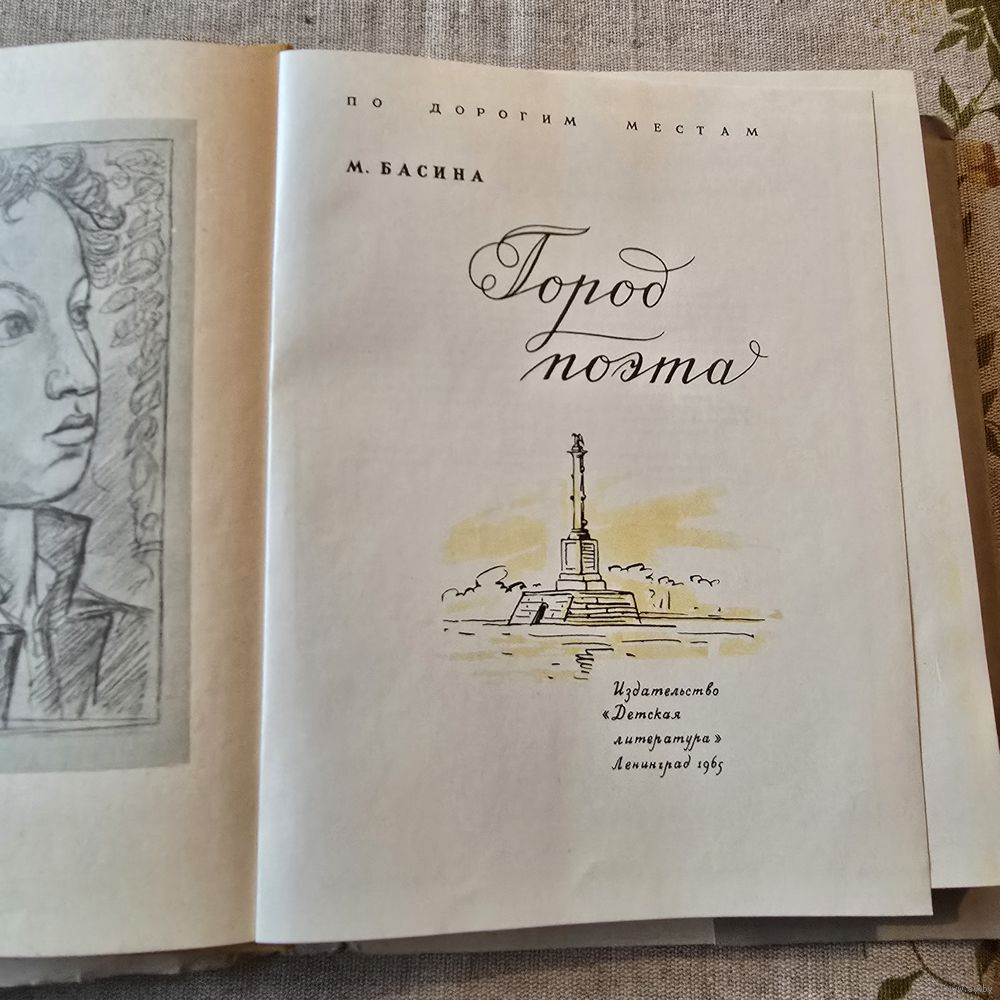 ПО ДОРОГИМ МЕСТАМ
М. БАСИНА
Город
поэта
Издательство
«Детская
литература»
Ленинград 1965